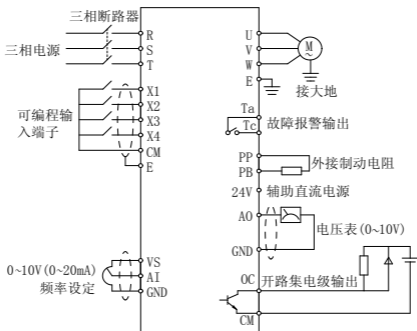 三相断路器
三相电源
R
S
T
可编程输
入端子
X1
X2
X3
X4
CM
E
0~10V(0~20mA)
频率设定
VS
AI
GND
U
V
W
E
M
~
接大地
Ta
Tc
故障报警输出
PP
PB
外接制动电阻
24V
辅助直流电源
AO
GND
电压表(0~10V)
OC
开路集电级输出
CM